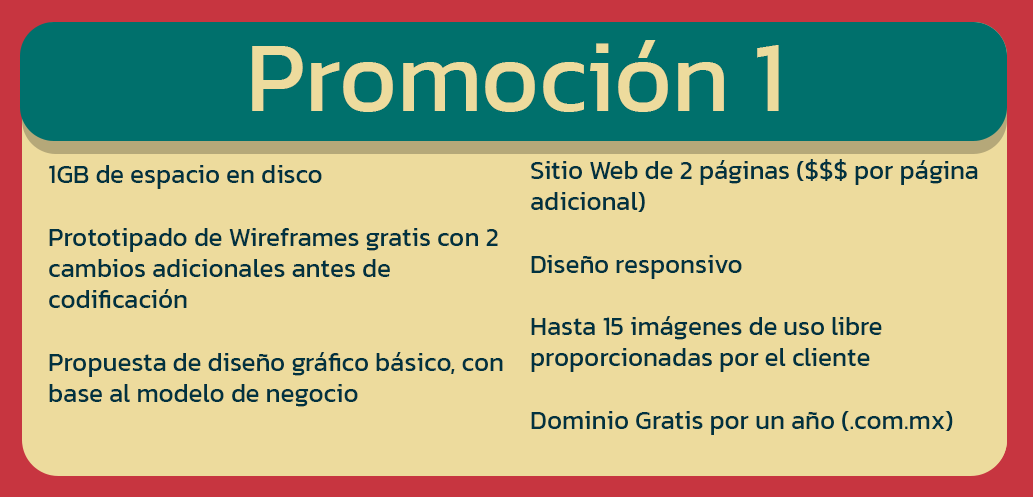 Promoción 1
1GB de espacio en disco
Prototipado de Wireframes gratis con 2
cambios adicionales antes de
codificación
Propuesta de diseño gráfico básico, con
base al modelo de negocio
Sitio Web de 2 páginas ($$$ por página
adicional)
Diseño responsivo
Hasta 15 imágenes de uso libre
proporcionadas por el cliente
Dominio Gratis por un año (.com.mx)